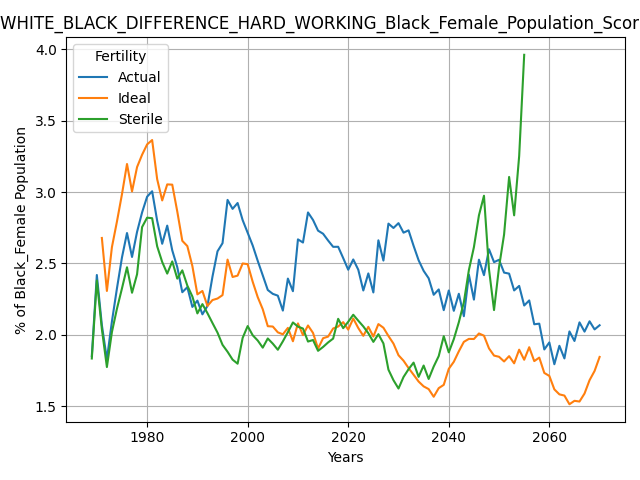 WHITE_BLACK_DIFFERENCE_HARD_WORKING_Black_Female_Population_Scor
Fertility
Actual
Ideal
Sterile
% of Black_Female Population
4.0
3.5
3.0
2.5
2.0
1.5
1980 2000 2020 2040 2060
Years